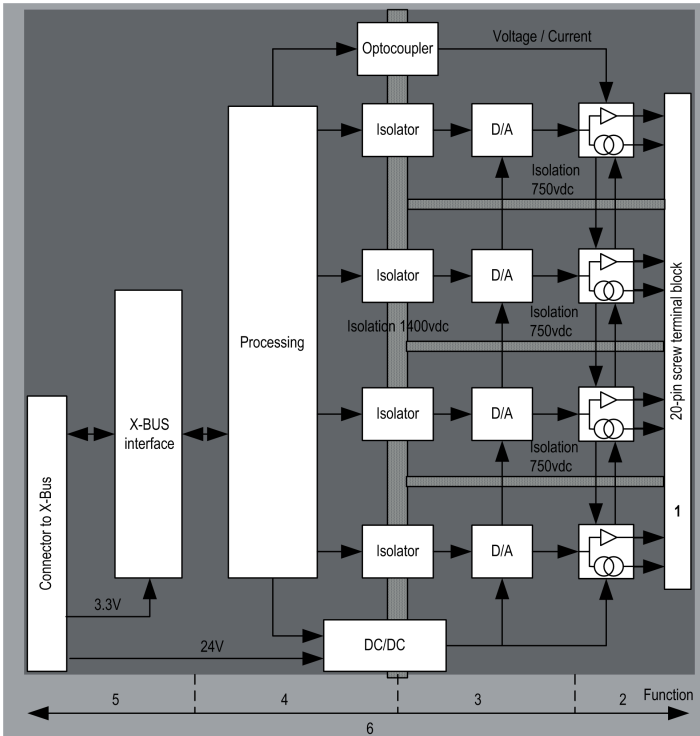 Optocoupler
Voltage / Current
Isolator
D/A
Isolation
750vdc
Isolator
D/A
Isolation 1400vdc
Isolation
750vdc
Processing
X-BUS
interface
Isolator
D/A
Isolation
750vdc
Connector to X-Bus
20-pin screw terminal block
1
Isolator
D/A
3.3V
24V
DC/DC
5
4
3
2
Function
6